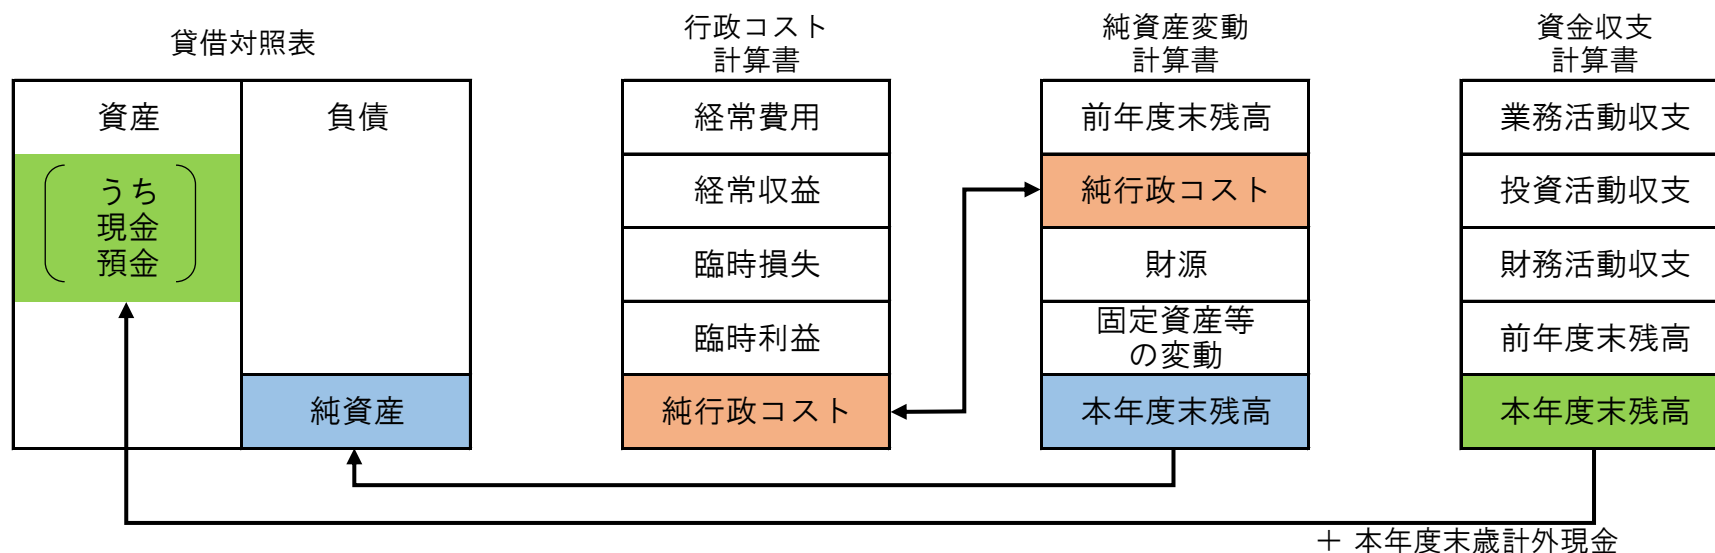 貸借対照表
資産
うち
現金
預金
負債
純資産
行政コスト
計算書
経常費用
経常収益
臨時損失
臨時利益
純行政コスト
純資産変動
計算書
前年度末残高
純行政コスト
財源
固定資産等
の変動
本年度末残高
資金収支
計算書
業務活動収支
投資活動収支
財務活動収支
前年度末残高
本年度末残高
＋ 本年度末歳計外現金